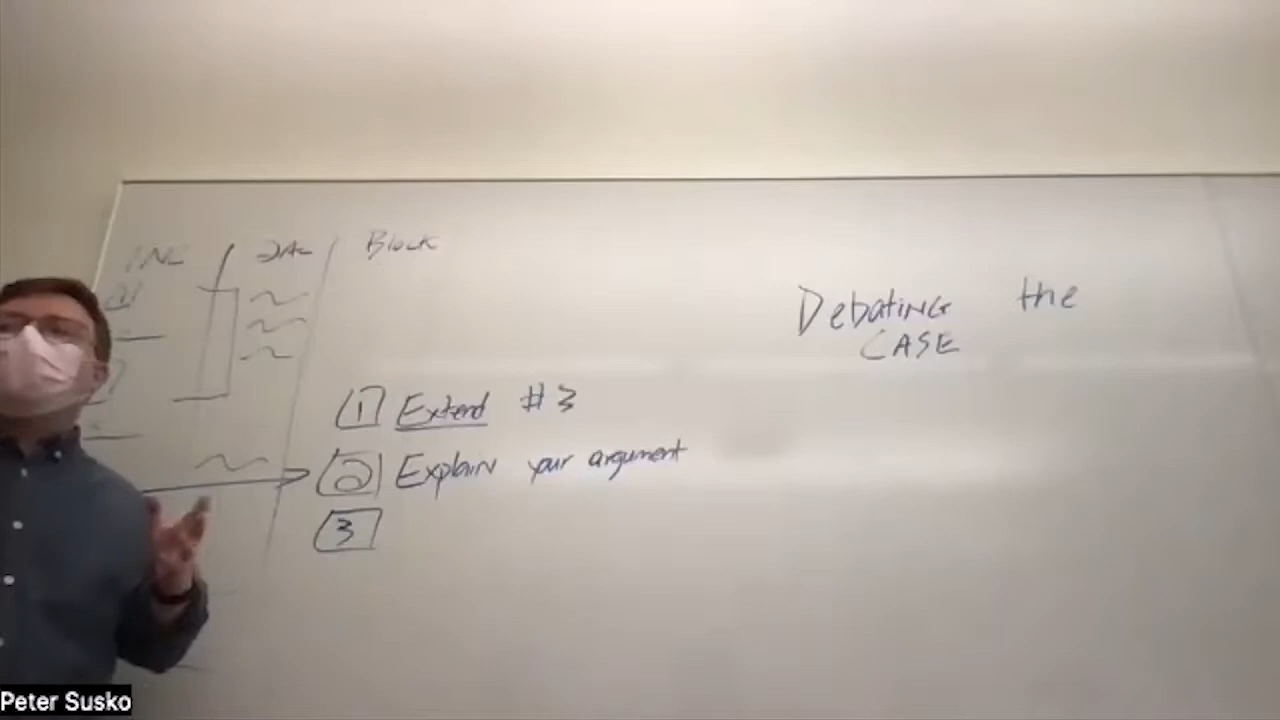 1NC 2AC Block
Debating the
CASE
1 Extend #3
2 Explain your argument
3
Peter Susko